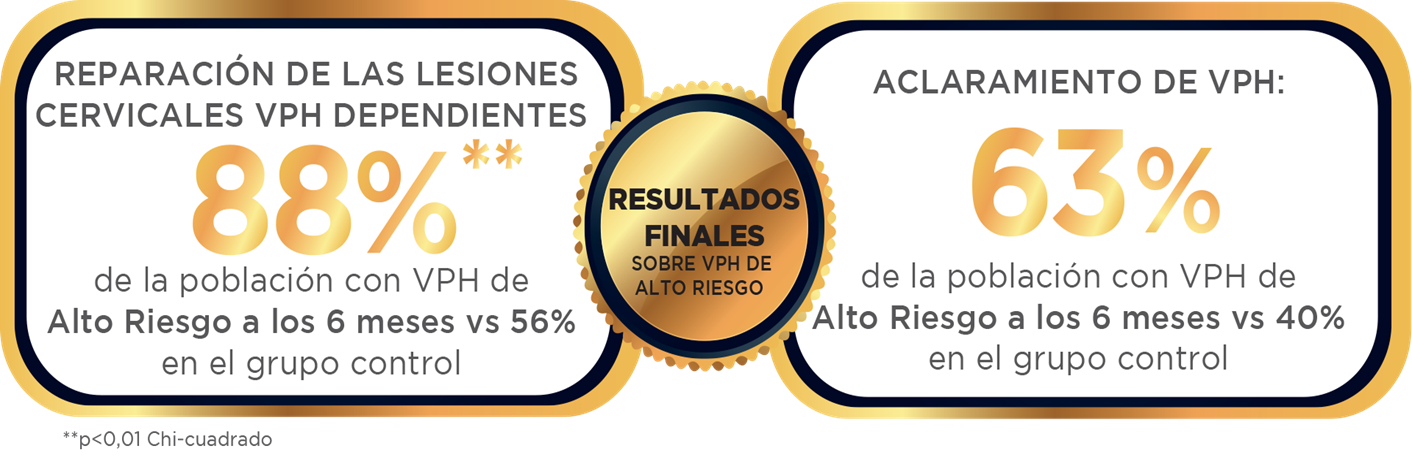 REPARACIÓN DE LAS LESIONES
CERVICALES VPH DEPENDIENTES
88%**
de la población con VPH de
Alto Riesgo a los 6 meses vs 56%
en el grupo control
RESULTADOS
FINALES
SOBRE VPH DE
ALTO RIESGO
ACLARAMIENTO DE VPH:
63%
de la población con VPH de
Alto Riesgo a los 6 meses vs 40%
en el grupo control
**p<0,01 Chi-cuadrado